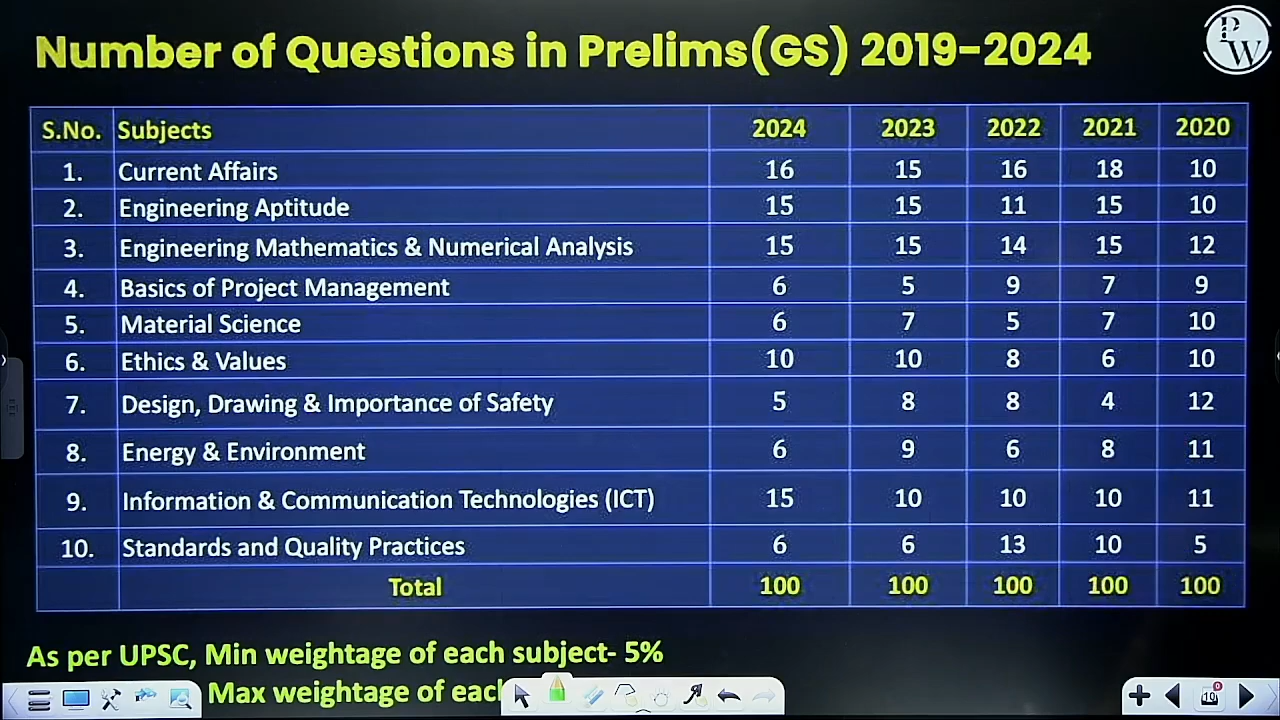 Number of Questions in Prelims(GS) 2019-2024
PW
S.No. Subjects 2024 2023 2022 2021 2020
1. Current Affairs 16 15 16 18 10
2. Engineering Aptitude 15 15 11 15 10
3. Engineering Mathematics & Numerical Analysis 15 15 14 15 12
4. Basics of Project Management 6 5 9 7 9
5. Material Science 6 7 5 7 10
6. Ethics & Values 10 10 8 6 10
7. Design, Drawing & Importance of Safety 5 8 8 4 12
8. Energy & Environment 6 9 6 8 11
9. Information & Communication Technologies (ICT) 15 10 10 10 11
10. Standards and Quality Practices 6 6 13 10 5
Total 100 100 100 100 100
As per UPSC, Min weightage of each subject- 5%
Max weightage of each